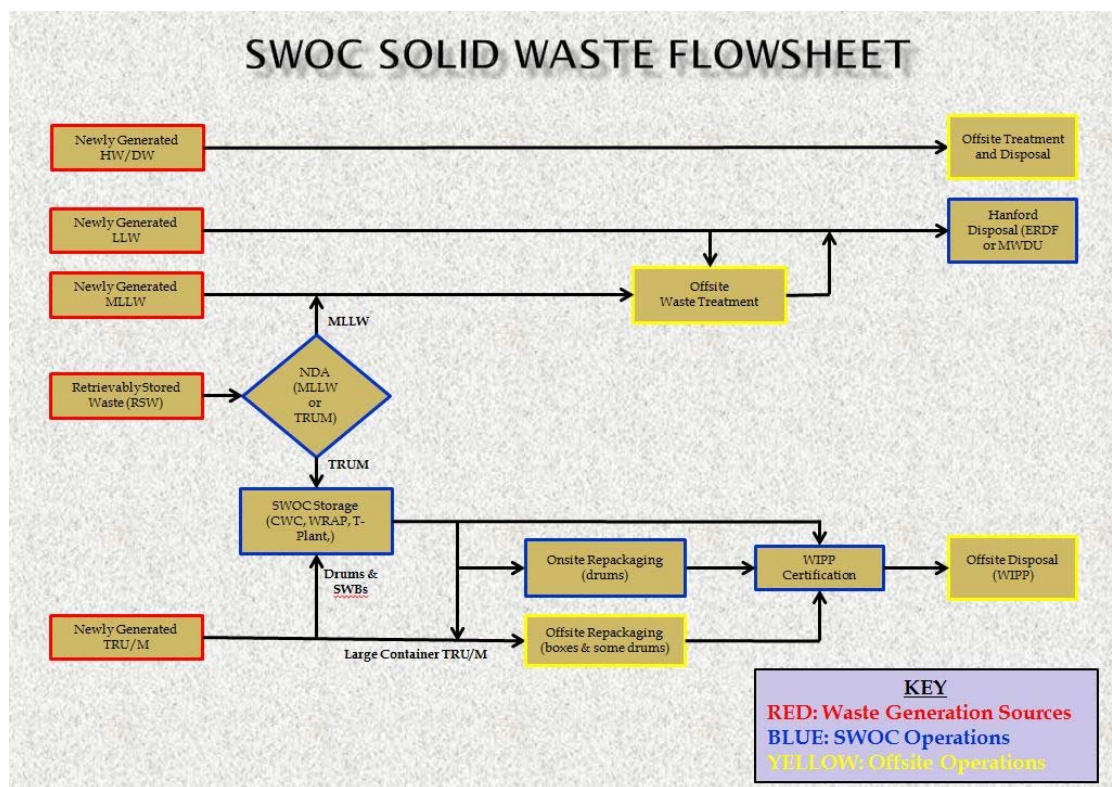 SWOC SOLID WASTE FLOWSHEET
Newly Generated
HW/DW
Offsite Treatment
and Disposal
Newly Generated
LLW
Hanford
Disposal (ERDF
or MWDU
Newly Generated
MLLW
Offsite
Waste Treatment
MLLW
NDA
(MLLW
or
TRUM)
Retrievably Stored
Waste (RSW)
TRUM
SWOC Storage
(CWC, WRAP, T-
Plant,)
Drums &
SWBs
Onsite Repackaging
(drums)
WIPP
Certification
Offsite Disposal
(WIPP)
Newly Generated
TRU/M
Large Container TRU/M
Offsite Repackaging
(boxes & some drums)
KEY
RED: Waste Generation Sources
BLUE: SWOC Operations
YELLOW: Offsite Operations